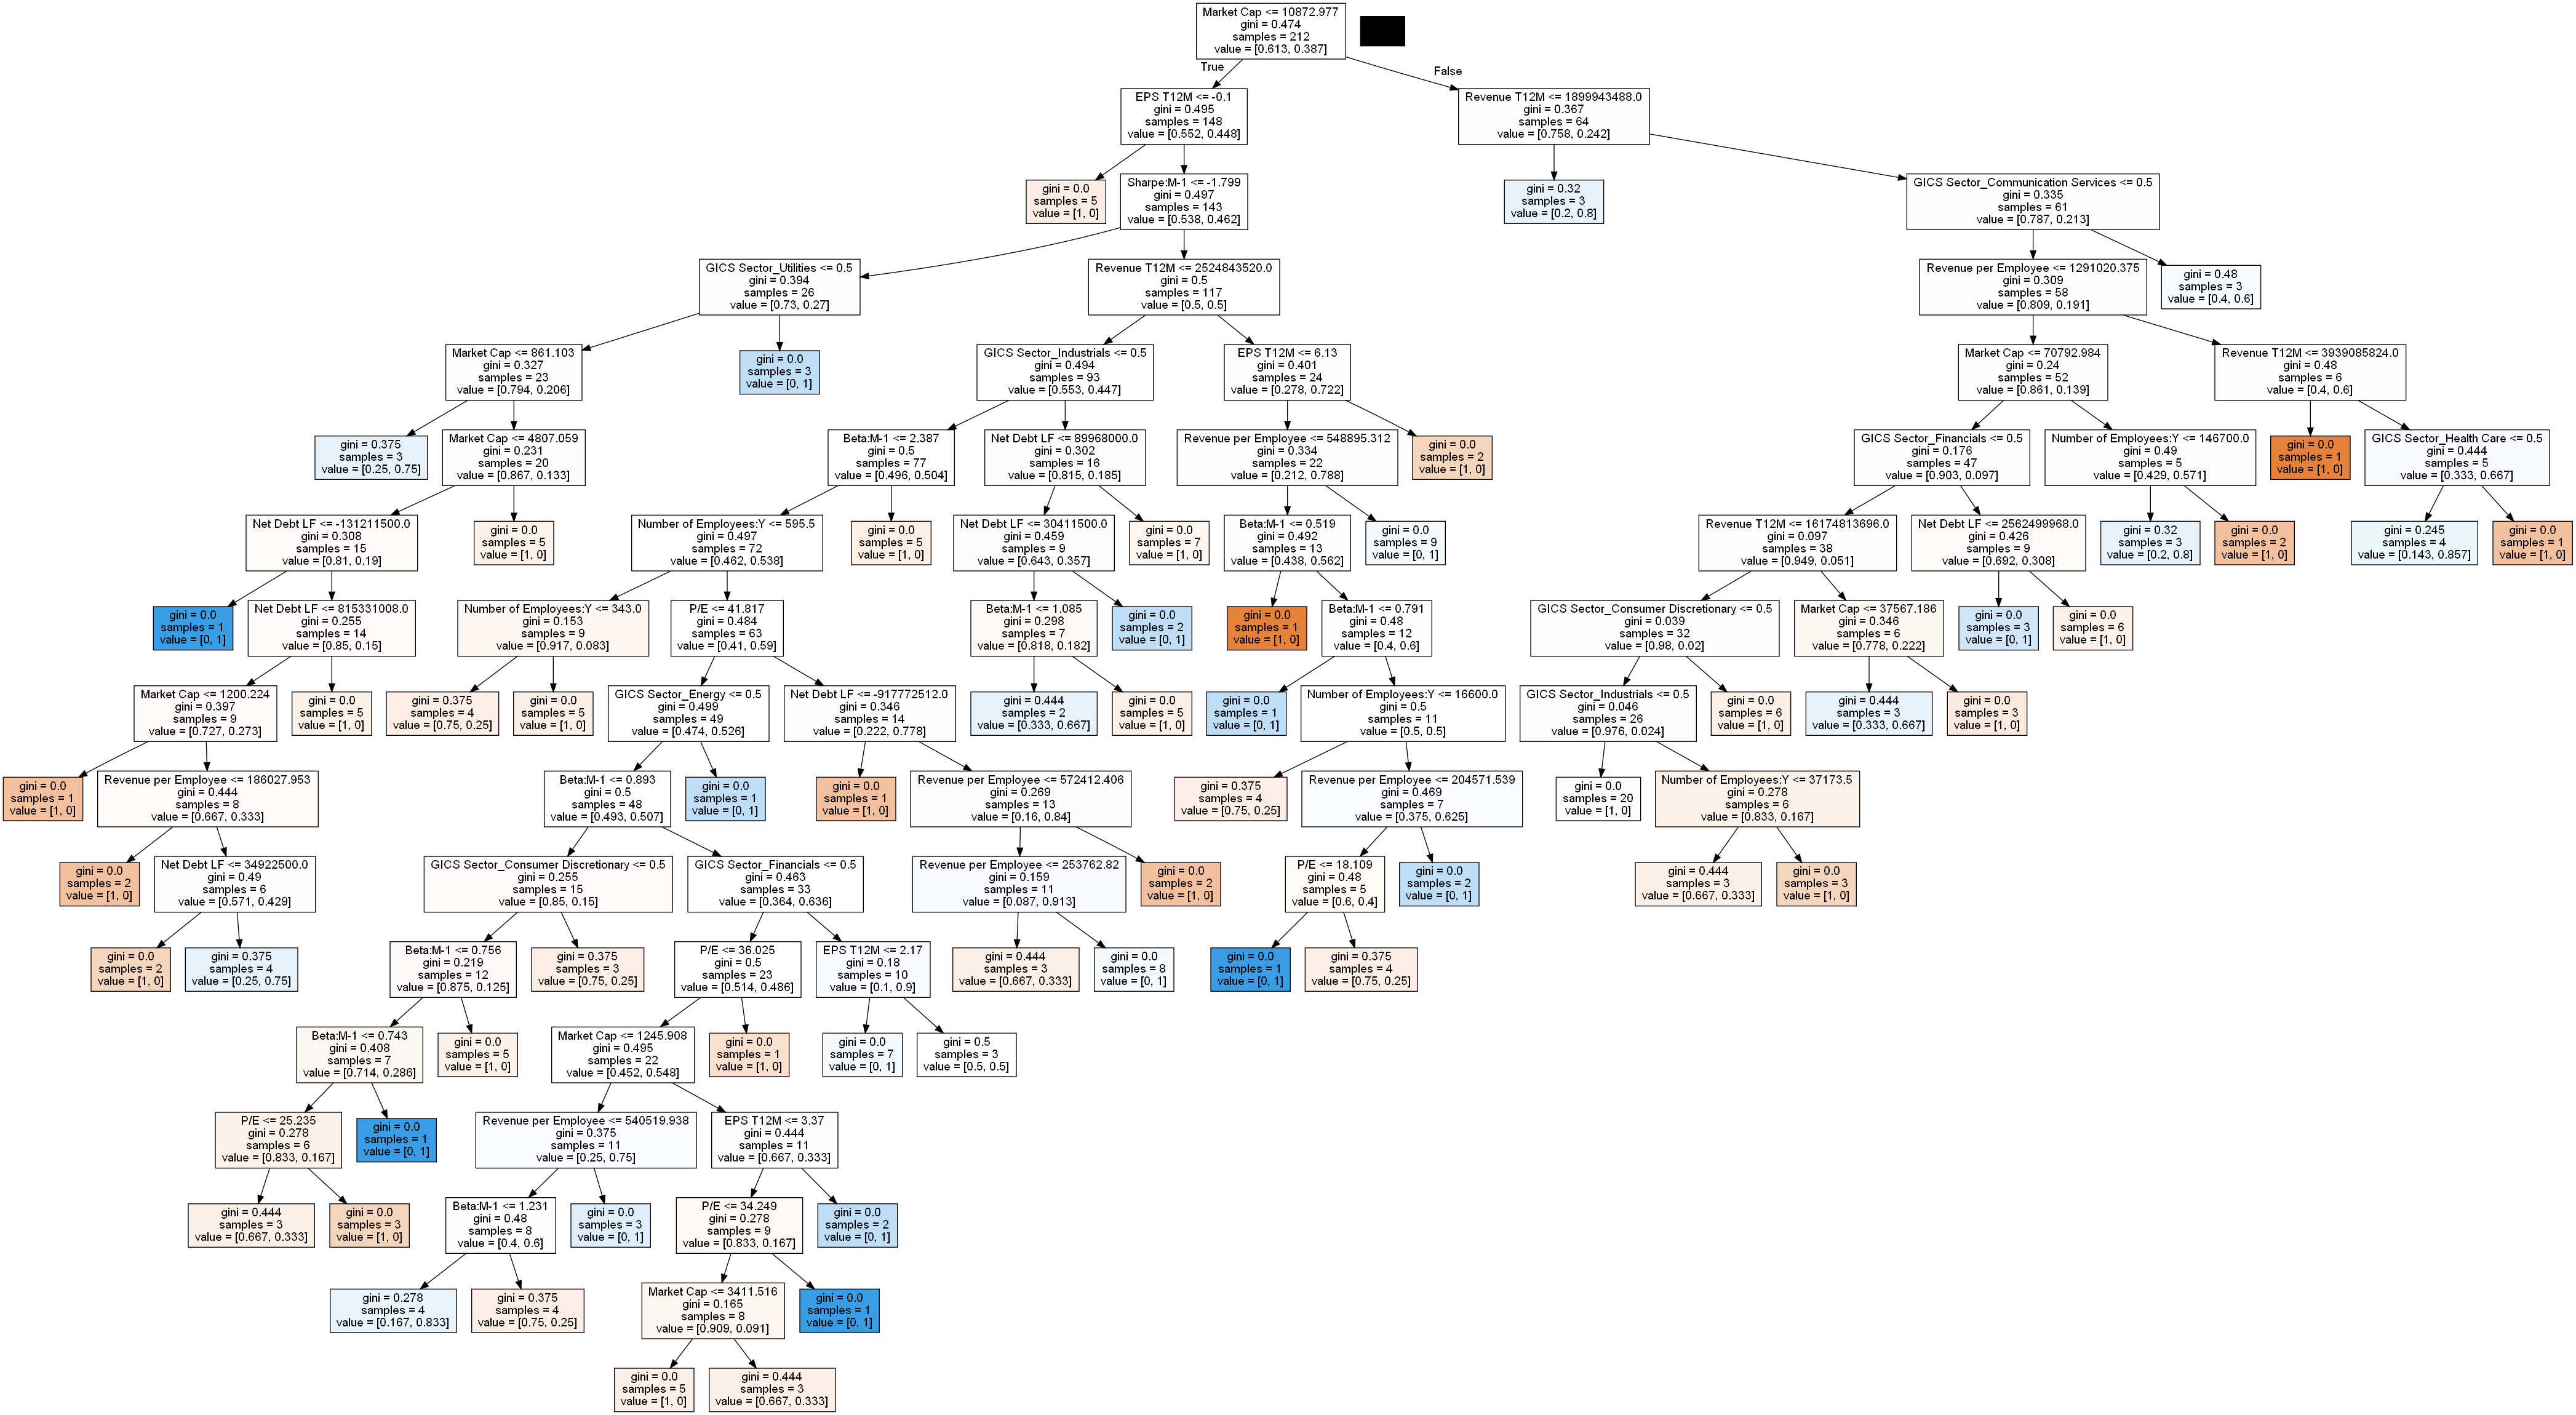 Market Cap <= 10872.977
gini = 0.474
samples = 212
value = [0.613, 0.387]
True
False
EPS T12M <= -0.1
gini = 0.495
samples = 148
value = [0.552, 0.448]
Revenue T12M <= 1899943488.0
gini = 0.367
samples = 64
value = [0.758, 0.242]
gini = 0.0
samples = 5
value = [1, 0]
Sharpe:M-1 <= -1.799
gini = 0.497
samples = 143
value = [0.538, 0.462]
gini = 0.32
samples = 3
value = [0.2, 0.8]
GICS Sector_Communication Services <= 0.5
gini = 0.335
samples = 61
value = [0.787, 0.213]
GICS Sector_Utilities <= 0.5
gini = 0.394
samples = 26
value = [0.73, 0.27]
Revenue T12M <= 2524843520.0
gini = 0.5
samples = 117
value = [0.5, 0.5]
Revenue per Employee <= 1291020.375
gini = 0.309
samples = 58
value = [0.809, 0.191]
gini = 0.48
samples = 3
value = [0.4, 0.6]
Market Cap <= 861.103
gini = 0.327
samples = 23
value = [0.794, 0.206]
gini = 0.0
samples = 3
value = [0, 1]
GICS Sector_Industrials <= 0.5
gini = 0.494
samples = 93
value = [0.553, 0.447]
EPS T12M <= 6.13
gini = 0.401
samples = 24
value = [0.278, 0.722]
Market Cap <= 70792.984
gini = 0.24
samples = 52
value = [0.861, 0.139]
Revenue T12M <= 3939085824.0
gini = 0.48
samples = 6
value = [0.4, 0.6]
gini = 0.375
samples = 3
value = [0.25, 0.75]
Market Cap <= 4807.059
gini = 0.231
samples = 20
value = [0.867, 0.133]
Beta:M-1 <= 2.387
gini = 0.5
samples = 77
value = [0.496, 0.504]
Net Debt LF <= 89968000.0
gini = 0.302
samples = 16
value = [0.815, 0.185]
Revenue per Employee <= 548895.312
gini = 0.334
samples = 22
value = [0.212, 0.788]
gini = 0.0
samples = 2
value = [1, 0]
GICS Sector_Financials <= 0.5
gini = 0.176
samples = 47
value = [0.903, 0.097]
Number of Employees:Y <= 146700.0
gini = 0.49
samples = 5
value = [0.429, 0.571]
gini = 0.0
samples = 1
value = [1, 0]
GICS Sector_Health Care <= 0.5
gini = 0.444
samples = 5
value = [0.333, 0.667]
Net Debt LF <= -131211500.0
gini = 0.308
samples = 15
value = [0.81, 0.19]
gini = 0.0
samples = 5
value = [1, 0]
Number of Employees:Y <= 595.5
gini = 0.497
samples = 72
value = [0.462, 0.538]
gini = 0.0
samples = 5
value = [1, 0]
Net Debt LF <= 30411500.0
gini = 0.459
samples = 9
value = [0.643, 0.357]
gini = 0.0
samples = 7
value = [1, 0]
Beta:M-1 <= 0.519
gini = 0.492
samples = 13
value = [0.438, 0.562]
gini = 0.0
samples = 9
value = [0, 1]
Revenue T12M <= 16174813696.0
gini = 0.097
samples = 38
value = [0.949, 0.051]
Net Debt LF <= 2562499968.0
gini = 0.426
samples = 9
value = [0.692, 0.308]
gini = 0.32
samples = 3
value = [0.2, 0.8]
gini = 0.0
samples = 2
value = [1, 0]
gini = 0.245
samples = 4
value = [0.143, 0.857]
gini = 0.0
samples = 1
value = [1, 0]
gini = 0.0
samples = 1
value = [0, 1]
Net Debt LF <= 815331008.0
gini = 0.255
samples = 14
value = [0.85, 0.15]
Number of Employees:Y <= 343.0
gini = 0.153
samples = 9
value = [0.917, 0.083]
P/E <= 41.817
gini = 0.484
samples = 63
value = [0.41, 0.59]
Beta:M-1 <= 1.085
gini = 0.298
samples = 7
value = [0.818, 0.182]
gini = 0.0
samples = 2
value = [0, 1]
gini = 0.0
samples = 1
value = [1, 0]
Beta:M-1 <= 0.791
gini = 0.48
samples = 12
value = [0.4, 0.6]
GICS Sector_Consumer Discretionary <= 0.5
gini = 0.039
samples = 32
value = [0.98, 0.02]
Market Cap <= 37567.186
gini = 0.346
samples = 6
value = [0.778, 0.222]
gini = 0.0
samples = 3
value = [0, 1]
gini = 0.0
samples = 6
value = [1, 0]
Market Cap <= 1200.224
gini = 0.397
samples = 9
value = [0.727, 0.273]
gini = 0.0
samples = 5
value = [1, 0]
gini = 0.375
samples = 4
value = [0.75, 0.25]
gini = 0.0
samples = 5
value = [1, 0]
GICS Sector_Energy <= 0.5
gini = 0.499
samples = 49
value = [0.474, 0.526]
Net Debt LF <= -917772512.0
gini = 0.346
samples = 14
value = [0.222, 0.778]
gini = 0.444
samples = 2
value = [0.333, 0.667]
gini = 0.0
samples = 5
value = [1, 0]
gini = 0.0
samples = 1
value = [0, 1]
Number of Employees:Y <= 16600.0
gini = 0.5
samples = 11
value = [0.5, 0.5]
GICS Sector_Industrials <= 0.5
gini = 0.046
samples = 26
value = [0.976, 0.024]
gini = 0.0
samples = 6
value = [1, 0]
gini = 0.444
samples = 3
value = [0.333, 0.667]
gini = 0.0
samples = 3
value = [1, 0]
gini = 0.0
samples = 1
value = [1, 0]
Revenue per Employee <= 186027.953
gini = 0.444
samples = 8
value = [0.667, 0.333]
Beta:M-1 <= 0.893
gini = 0.5
samples = 48
value = [0.493, 0.507]
gini = 0.0
samples = 1
value = [0, 1]
gini = 0.0
samples = 1
value = [1, 0]
Revenue per Employee <= 572412.406
gini = 0.269
samples = 13
value = [0.16, 0.84]
gini = 0.375
samples = 4
value = [0.75, 0.25]
Revenue per Employee <= 204571.539
gini = 0.469
samples = 7
value = [0.375, 0.625]
gini = 0.0
samples = 20
value = [1, 0]
Number of Employees:Y <= 37173.5
gini = 0.278
samples = 6
value = [0.833, 0.167]
gini = 0.0
samples = 2
value = [1, 0]
Net Debt LF <= 34922500.0
gini = 0.49
samples = 6
value = [0.571, 0.429]
GICS Sector_Consumer Discretionary <= 0.5
gini = 0.255
samples = 15
value = [0.85, 0.15]
GICS Sector_Financials <= 0.5
gini = 0.463
samples = 33
value = [0.364, 0.636]
Revenue per Employee <= 253762.82
gini = 0.159
samples = 11
value = [0.087, 0.913]
gini = 0.0
samples = 2
value = [1, 0]
P/E <= 18.109
gini = 0.48
samples = 5
value = [0.6, 0.4]
gini = 0.0
samples = 2
value = [0, 1]
gini = 0.444
samples = 3
value = [0.667, 0.333]
gini = 0.0
samples = 3
value = [1, 0]
gini = 0.0
samples = 2
value = [1, 0]
gini = 0.375
samples = 4
value = [0.25, 0.75]
Beta:M-1 <= 0.756
gini = 0.219
samples = 12
value = [0.875, 0.125]
gini = 0.375
samples = 3
value = [0.75, 0.25]
P/E <= 36.025
gini = 0.5
samples = 23
value = [0.514, 0.486]
EPS T12M <= 2.17
gini = 0.18
samples = 10
value = [0.1, 0.9]
gini = 0.444
samples = 3
value = [0.667, 0.333]
gini = 0.0
samples = 8
value = [0, 1]
gini = 0.0
samples = 1
value = [0, 1]
gini = 0.375
samples = 4
value = [0.75, 0.25]
Beta:M-1 <= 0.743
gini = 0.408
samples = 7
value = [0.714, 0.286]
gini = 0.0
samples = 5
value = [1, 0]
Market Cap <= 1245.908
gini = 0.495
samples = 22
value = [0.452, 0.548]
gini = 0.0
samples = 1
value = [1, 0]
gini = 0.0
samples = 7
value = [0, 1]
gini = 0.5
samples = 3
value = [0.5, 0.5]
P/E <= 25.235
gini = 0.278
samples = 6
value = [0.833, 0.167]
gini = 0.0
samples = 1
value = [0, 1]
Revenue per Employee <= 540519.938
gini = 0.375
samples = 11
value = [0.25, 0.75]
EPS T12M <= 3.37
gini = 0.444
samples = 11
value = [0.667, 0.333]
gini = 0.444
samples = 3
value = [0.667, 0.333]
gini = 0.0
samples = 3
value = [1, 0]
Beta:M-1 <= 1.231
gini = 0.48
samples = 8
value = [0.4, 0.6]
gini = 0.0
samples = 3
value = [0, 1]
P/E <= 34.249
gini = 0.278
samples = 9
value = [0.833, 0.167]
gini = 0.0
samples = 2
value = [0, 1]
gini = 0.278
samples = 4
value = [0.167, 0.833]
gini = 0.375
samples = 4
value = [0.75, 0.25]
Market Cap <= 3411.516
gini = 0.165
samples = 8
value = [0.909, 0.091]
gini = 0.0
samples = 1
value = [0, 1]
gini = 0.0
samples = 5
value = [1, 0]
gini = 0.444
samples = 3
value = [0.667, 0.333]